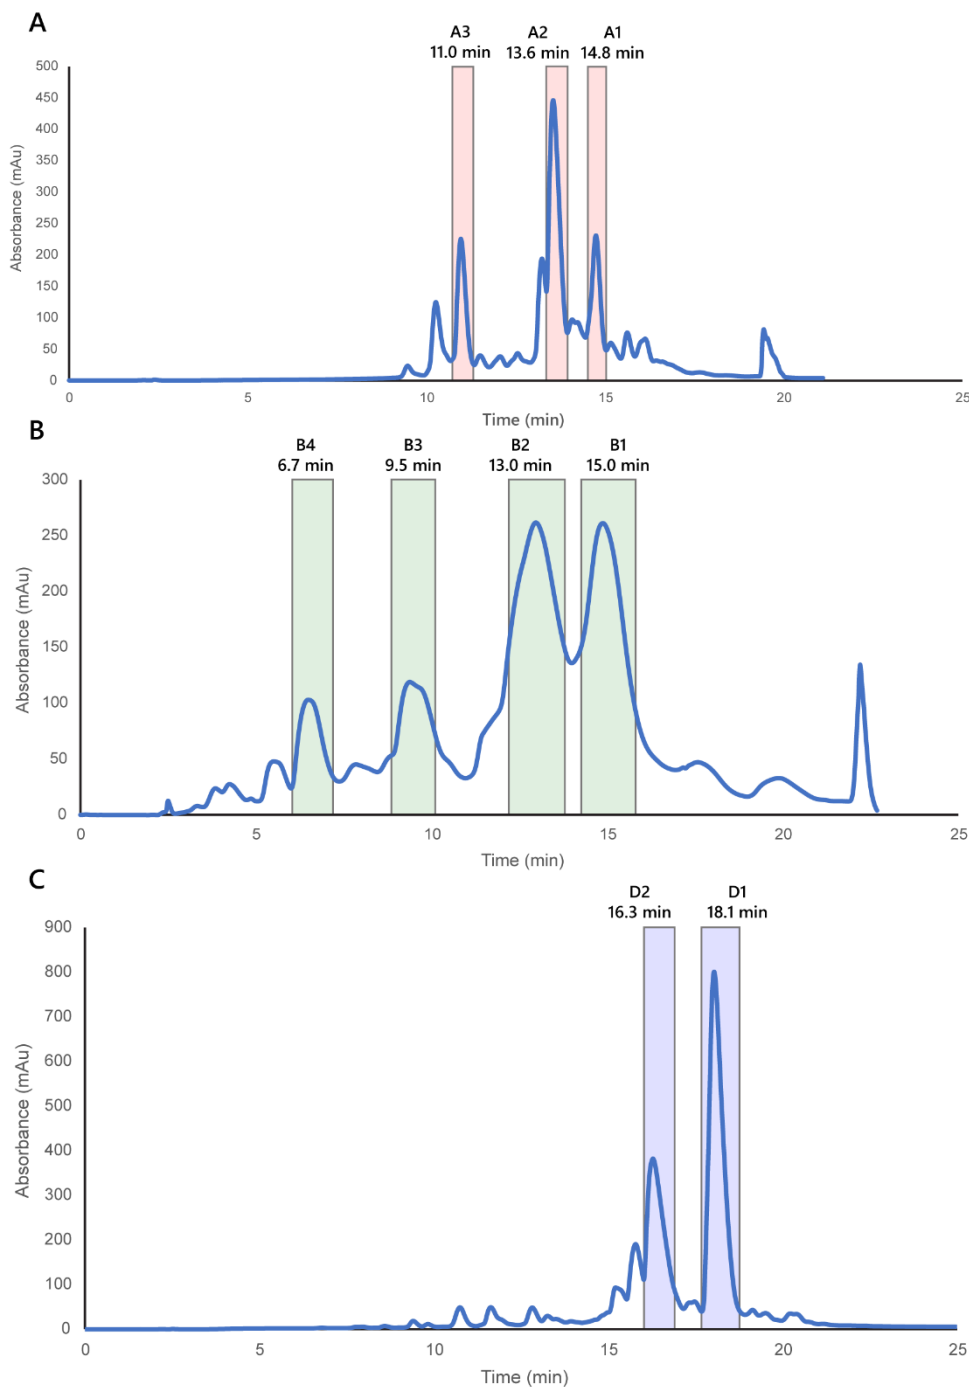 A
A3 A2 A1
11.0 min 13.6 min 14.8 min
500
450
400
350
300
250
200
150
100
50
0
Absorbance (mAu)
0 5 10 15 20 25
Time (min)
B
B4 B3 B2 B1
6.7 min 9.5 min 13.0 min 15.0 min
300
250
200
150
100
50
0
Absorbance (mAu)
0 5 10 15 20 25
Time (min)
C
D2 D1
16.3 min 18.1 min
900
800
700
600
500
400
300
200
100
0
Absorbance (mAu)
0 5 10 15 20 25
Time (min)